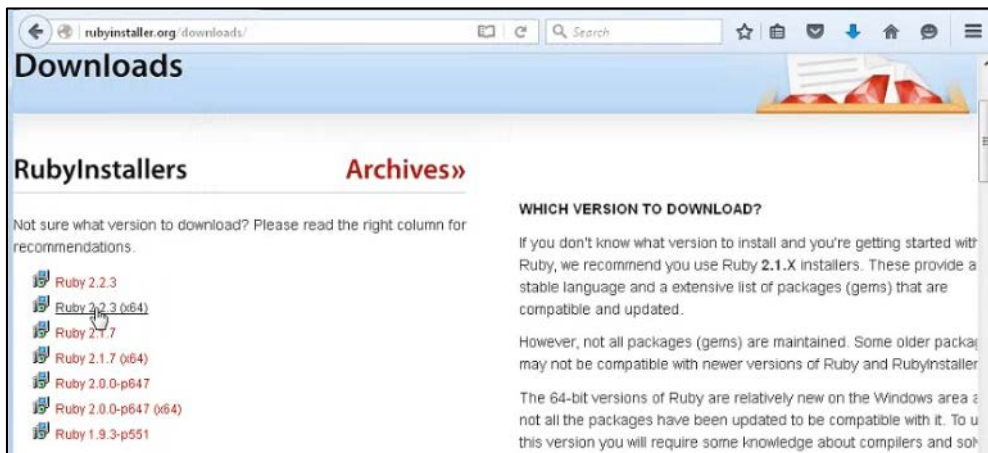 rubyinstaller.org/downloads/
Search
Downloads
RubyInstallers
Archives»
Not sure what version to download? Please read the right column for
recommendations.
Ruby 2.2.3
Ruby 2.2.3 (x64)
Ruby 2.1.7
Ruby 2.1.7 (x64)
Ruby 2.0.0-p647
Ruby 2.0.0-p647 (x64)
Ruby 1.9.3-p551
WHICH VERSION TO DOWNLOAD?
If you don't know what version to install and you're getting started with
Ruby, we recommend you use Ruby 2.1.X installers. These provide a
stable language and a extensive list of packages (gems) that are
compatible and updated.
However, not all packages (gems) are maintained. Some older
may not be compatible with newer versions of Ruby and RubyInstaller
The 64-bit versions of Ruby are relatively new on the Windows area
not all the packages have been updated to be compatible with it. To
this version you will require some knowledge about compilers and